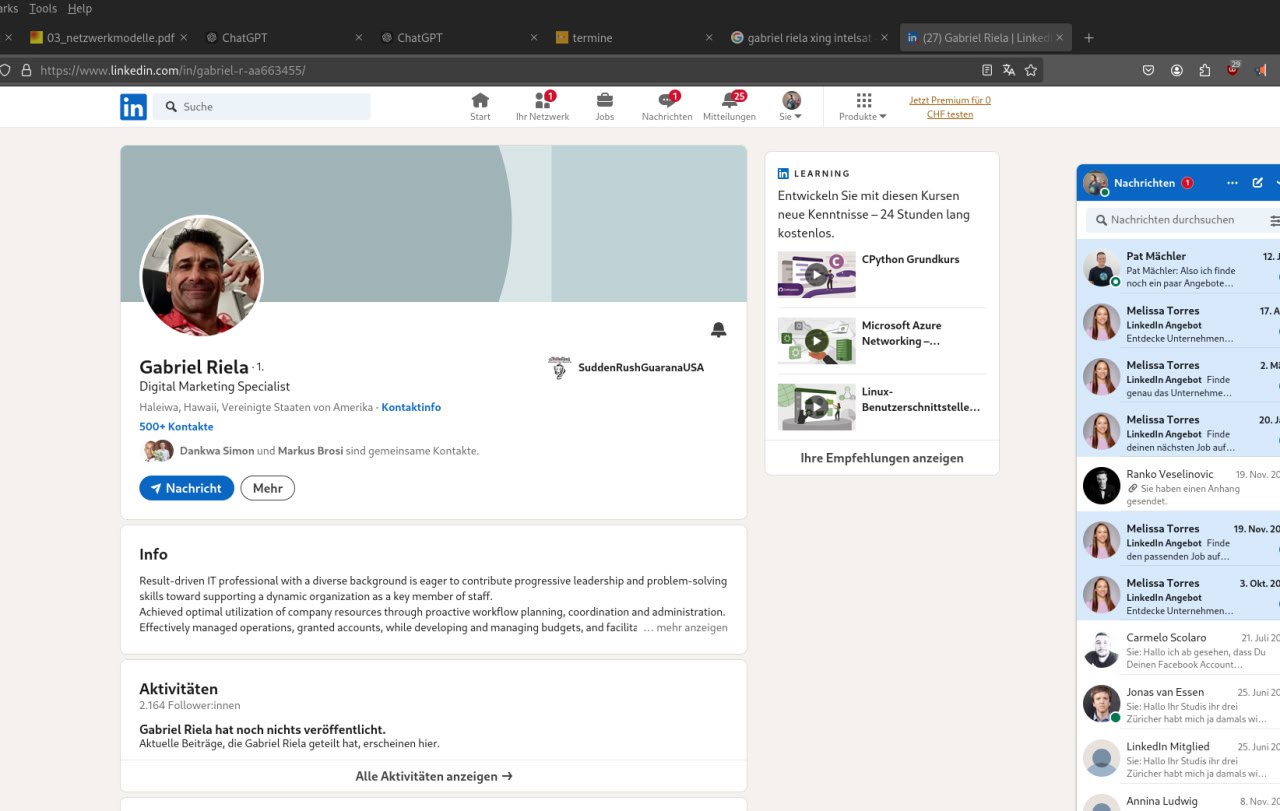 arks Tools Help
03_netzwerkmodelle.pdf
ChatGPT
ChatGPT
termine
gabriel riela xing intelsat
(27) Gabriel Riela | Linked
https://www.linkedin.com/in/gabriel-r-aa663455/
29
in
Suche
Start
Ihr Netzwerk
1
Jobs
Nachrichten
1
Mitteilungen
25
Sie
Produkte
Jetzt Premium für 0
CHF testen
Gabriel Riela · 1.
Digital Marketing Specialist
Haleiwa, Hawaii, Vereinigte Staaten von Amerika · Kontaktinfo
500+ Kontakte
Dankwa Simon und Markus Brosi sind gemeinsame Kontakte.
Nachricht
Mehr
SuddenRushGuaranaUSA
Info
Result-driven IT professional with a diverse background is eager to contribute progressive leadership and problem-solving
skills toward supporting a dynamic organization as a key member of staff.
Achieved optimal utilization of company resources through proactive workflow planning, coordination and administration.
Effectively managed operations, granted accounts, while developing and managing budgets, and facilita … mehr anzeigen
Aktivitäten
2.164 Follower:innen
Gabriel Riela hat noch nichts veröffentlicht.
Aktuelle Beiträge, die Gabriel Riela geteilt hat, erscheinen hier.
Alle Aktivitäten anzeigen →
in LEARNING
Entwickeln Sie mit diesen Kursen
neue Kenntnisse – 24 Stunden lang
kostenlos.
CPython Grundkurs
Microsoft Azure
Networking –…
Linux-
Benutzerschnittstelle…
Ihre Empfehlungen anzeigen
Nachrichten 1
Nachrichten durchsuchen
Pat Mächler 12. J
Pat Mächler: Also ich finde
noch ein paar Angebote…
Melissa Torres 17. A
LinkedIn Angebot
Entdecke Unternehmen…
Melissa Torres 2. Mä
LinkedIn Angebot Finde
genau das Unternehme…
Melissa Torres 20. Ja
LinkedIn Angebot Finde
deinen nächsten Job auf…
Ranko Veselinovic 19. Nov. 20
Sie haben einen Anhang
gesendet.
Melissa Torres 19. Nov. 20
LinkedIn Angebot Finde
den passenden Job auf…
Melissa Torres 3. Okt. 20
LinkedIn Angebot
Entdecke Unternehmen…
Carmelo Scolaro 21. Juli 20
Sie: Hallo ich ab gesehen, dass Du
Deinen Facebook Account…
Jonas van Essen 25. Juni 20
Sie: Hallo Ihr Studis ihr drei
Züricher habt mich ja damals wi…
LinkedIn Mitglied 25. Juni 20
Sie: Hallo Ihr Studis ihr drei
Züricher habt mich ja damals wi…
Annina Ludwig 8. Nov. 20